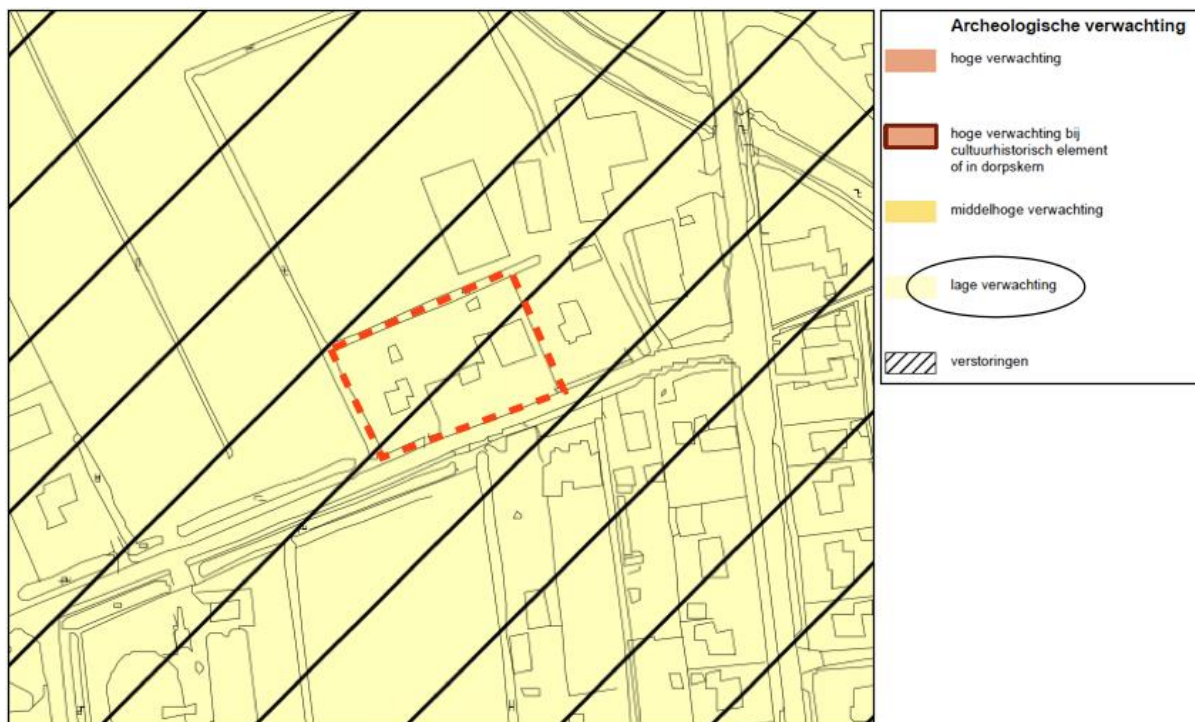 Archeologische verwachting
hoge verwachting
hoge verwachting bij
cultuurhistorisch element
of in dorpskern
middelhoge verwachting
lage verwachting
verstoringen